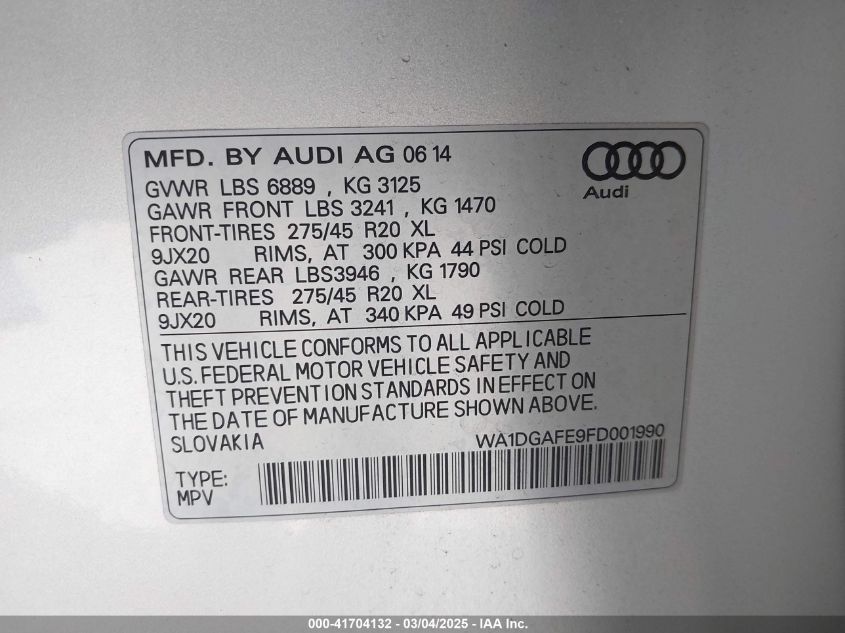 MFD. BY AUDI AG 06 14
Audi
GVWR LBS 6889 , KG 3125
GAWR FRONT LBS 3241 , KG 1470
FRONT-TIRES 275/45 R20 XL
9JX20 RIMS, AT 300 KPA 44 PSI COLD
GAWR REAR LBS3946 , KG 1790
REAR-TIRES 275/45 R20 XL
9JX20 RIMS, AT 340 KPA 49 PSI COLD
THIS VEHICLE CONFORMS TO ALL APPLICABLE
U.S. FEDERAL MOTOR VEHICLE SAFETY AND
THEFT PREVENTION STANDARDS IN EFFECT ON
THE DATE OF MANUFACTURE SHOWN ABOVE.
SLOVAKIA WA1DGAFE9FD001990
TYPE:
MPV
000-41704132 - 03/04/2025 - IAA Inc.